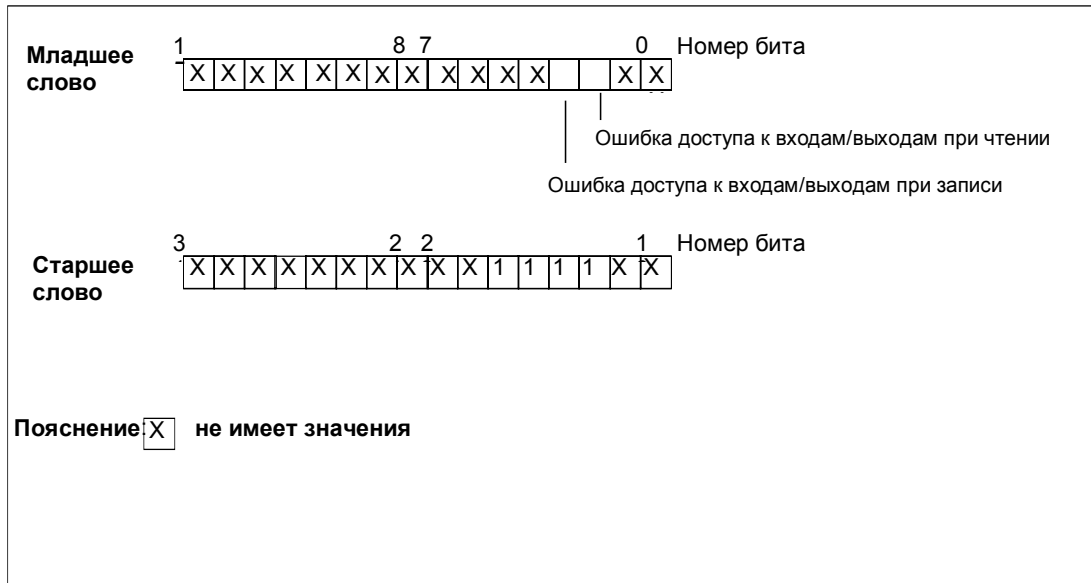 1 8 7 0 Номер бита
Младшее
слово
X X X X X X X X X X X X X X
Ошибка доступа к входам/выходам при чтении
Ошибка доступа к входам/выходам при записи
3 2 2 1 Номер бита
Старшее
слово
X X X X X X X X X X 1 1 1 1 X X
Пояснение: X не имеет значения